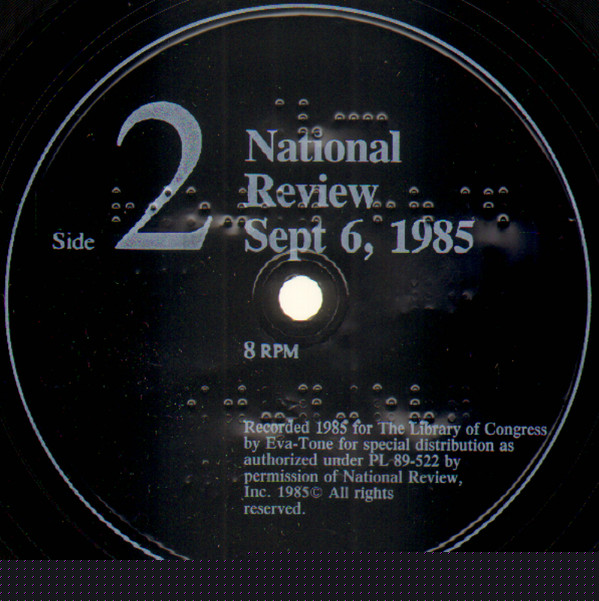 Side 2
National
Review
Sept 6, 1985
8 RPM
Recorded 1985 for The Library of Congress
by Eva-Tone for special distribution as
authorized under PL 89-522 by
permission of National Review,
Inc. 1985© All rights
reserved.